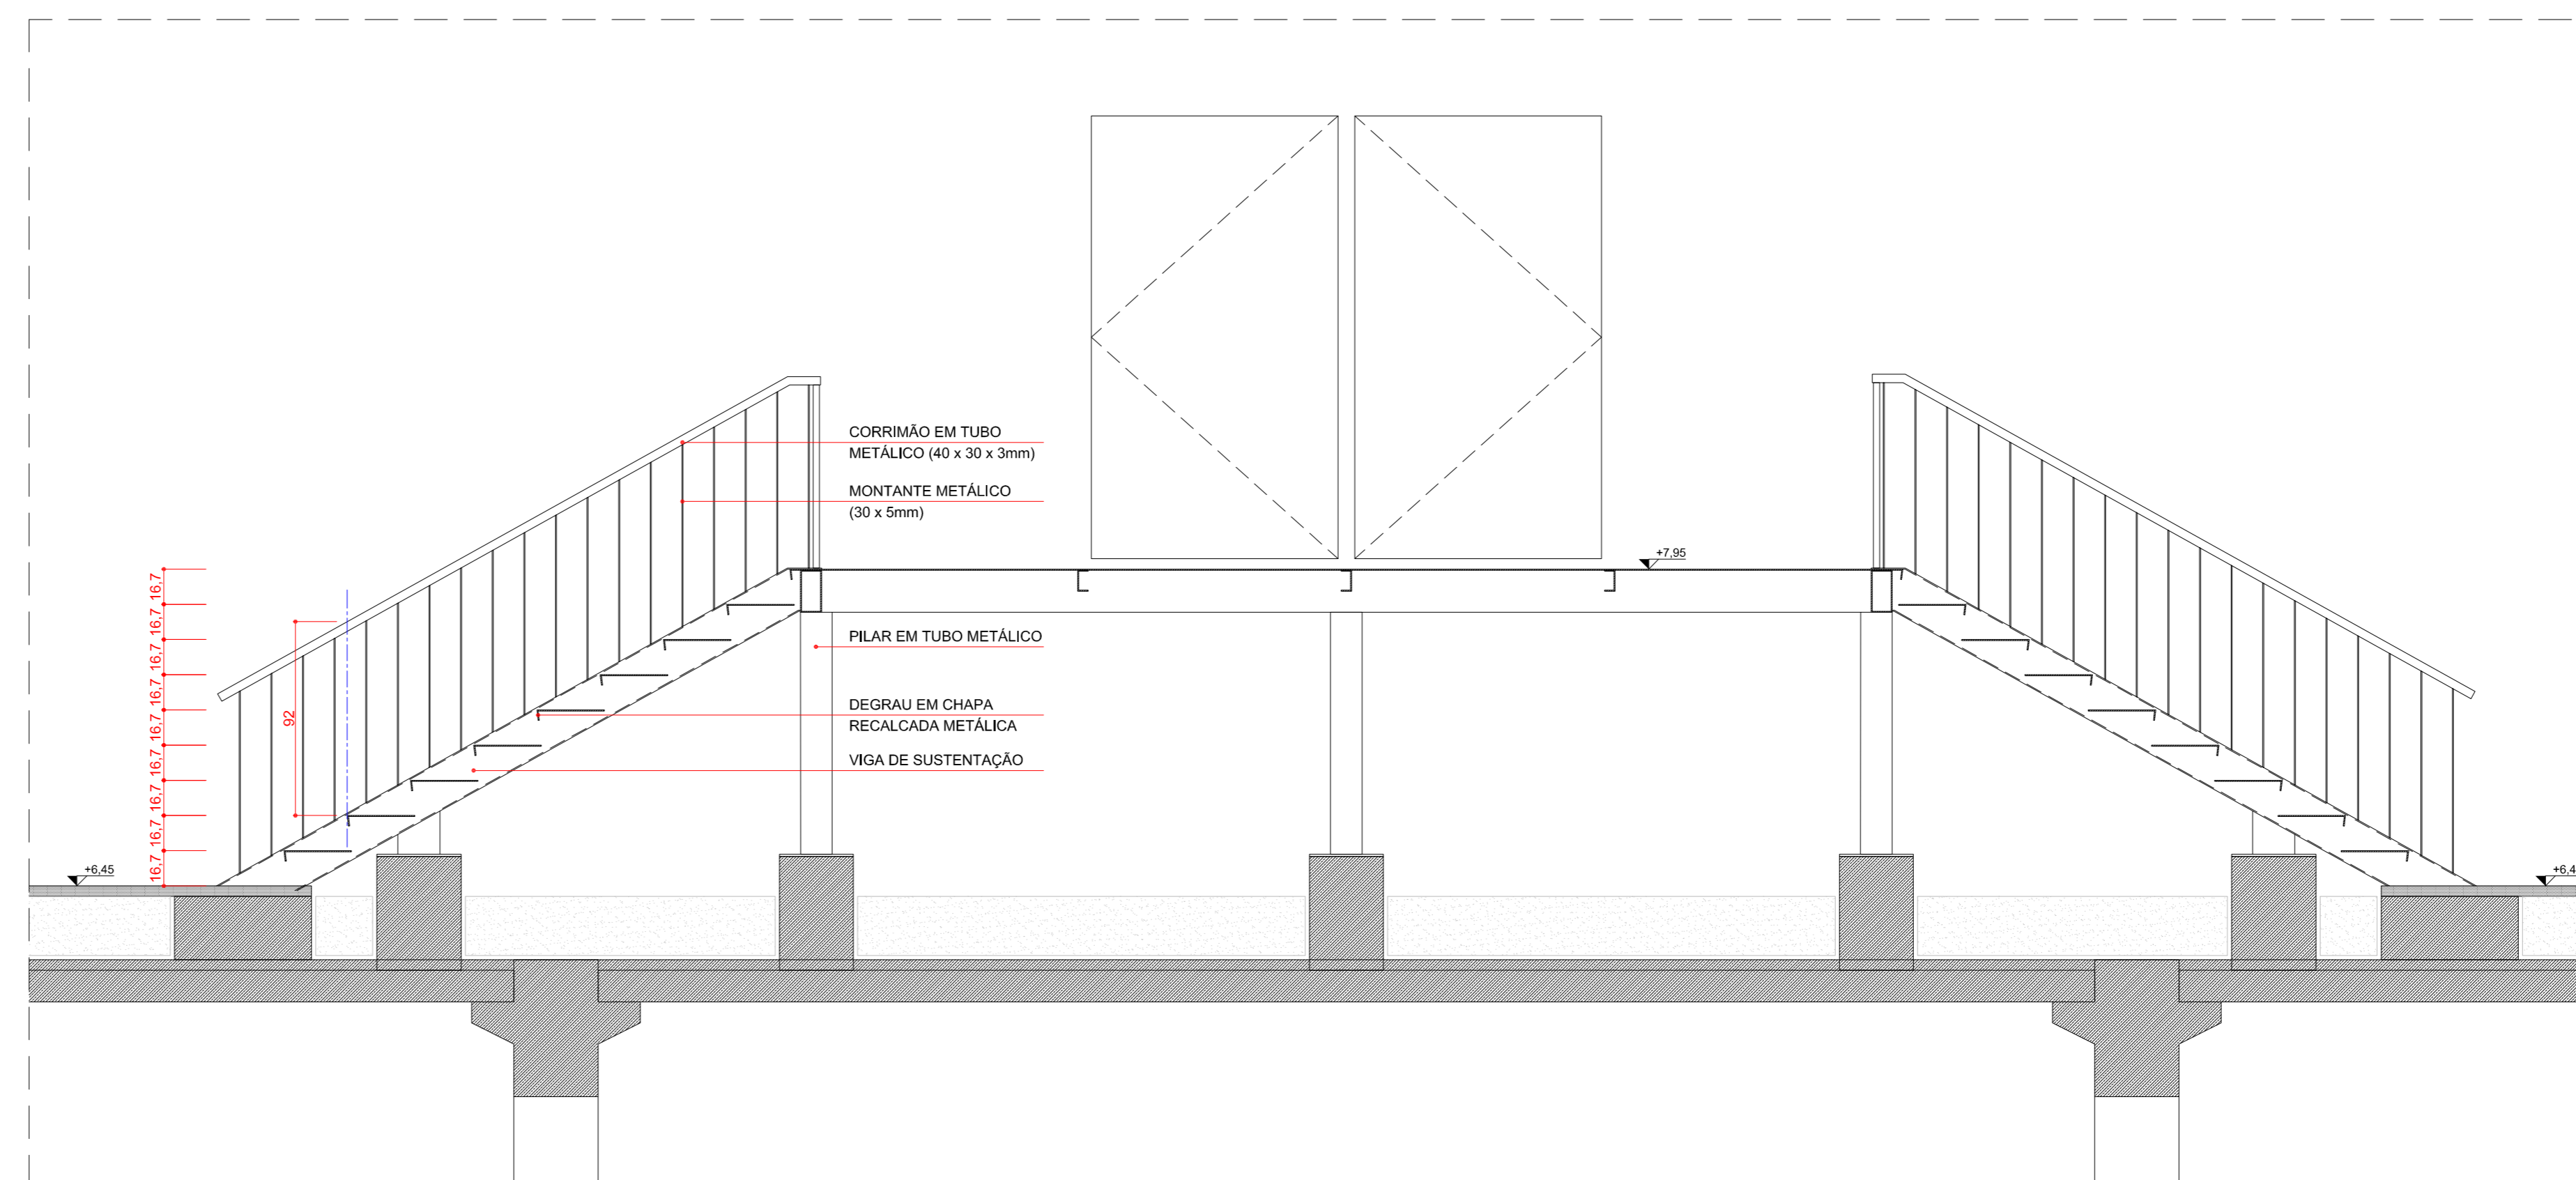 CORRIMÃO EM TUBO
METÁLICO (40 x 30 x 3mm)
MONTANTE METÁLICO
(30 x 5mm)
+7,95
16,7
16,7
16,7
16,7
16,7
16,7
16,7
16,7
16,7
92
PILAR EM TUBO METÁLICO
DEGRAU EM CHAPA
RECALCADA METÁLICA
VIGA DE SUSTENTAÇÃO
+6,45
+6,4